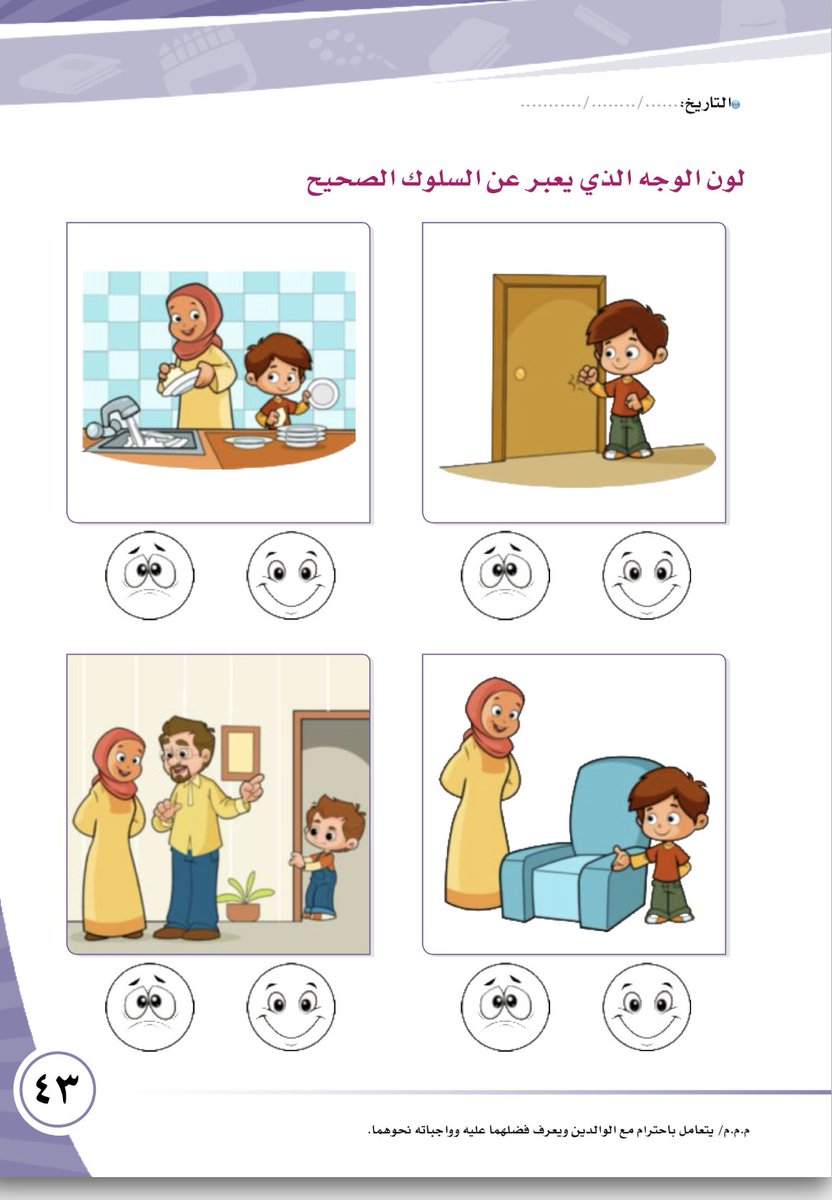 التاريخ:....../......../...........
لون الوجه الذي يعبر عن السلوك الصحيح
م.م.م/ يتعامل باحترام مع الوالدين ويعرف فضلهما عليه وواجباته نحوهما.
٤٣